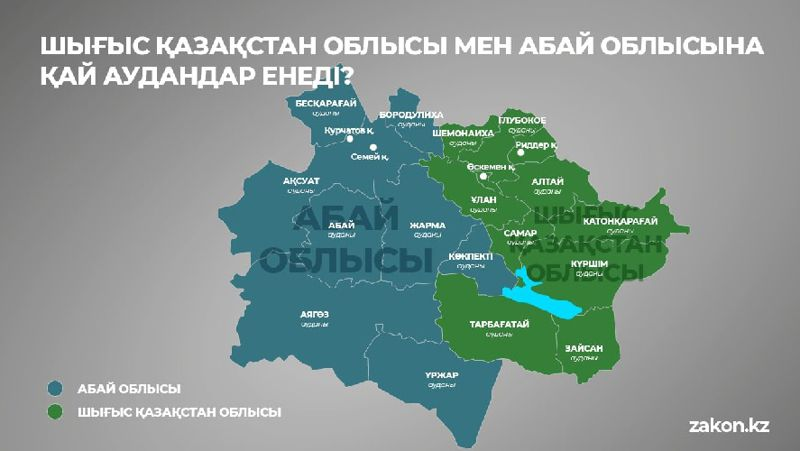 ШЫҒЫС ҚАЗАҚСТАН ОБЛЫСЫ МЕН АБАЙ ОБЛЫСЫНА
ҚАЙ АУДАНДАР ЕНЕДІ?
БЕСҚАРАҒАЙ
ауданы
БОРОДУЛИХА
ауданы
Курчатов қ.
Семей қ.
ШЕМОНАИХА
ауданы
ГЛУБОКОЕ
ауданы
Риддер қ.
Өскемен қ.
АҚСУАТ
ауданы
АЛТАЙ
ауданы
ҰЛАН
ауданы
АБАЙ
ОБЛЫСЫ
АБАЙ
ауданы
ЖАРМА
ауданы
САМАР
ауданы
ШЫҒЫС
ҚАЗАҚСТАН
ОБЛЫСЫ
КАТОНҚАРАҒАЙ
ауданы
КӨКПЕКТІ
ауданы
КҮРШІМ
ауданы
АЯГӨЗ
ауданы
ТАРБАҒАТАЙ
ауданы
ЗАЙСАН
ауданы
ҮРЖАР
ауданы
АБАЙ ОБЛЫСЫ
ШЫҒЫС ҚАЗАҚСТАН ОБЛЫСЫ
zakon.kz